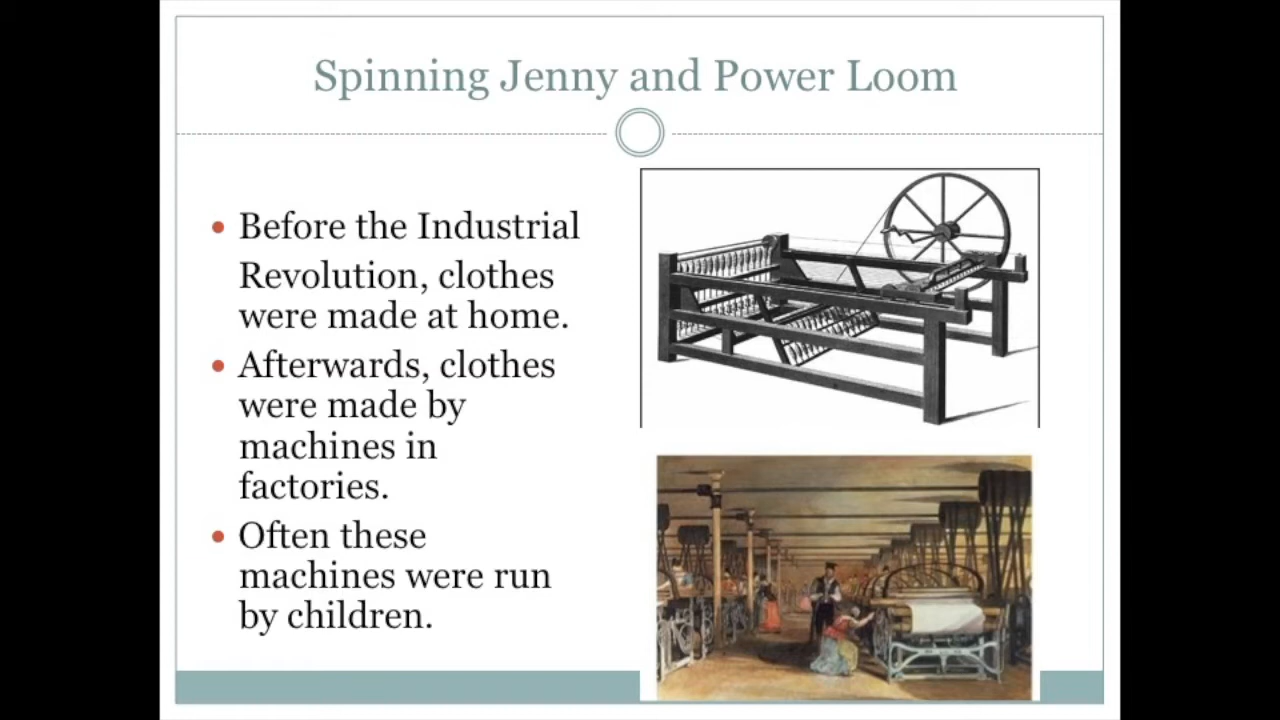 Spinning Jenny and Power Loom
• Before the Industrial
Revolution, clothes
were made at home.
• Afterwards, clothes
were made by
machines in
factories.
• Often these
machines were run
by children.